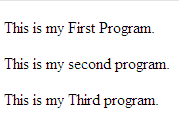 This is my First Program.
This is my second program.
This is my Third program.